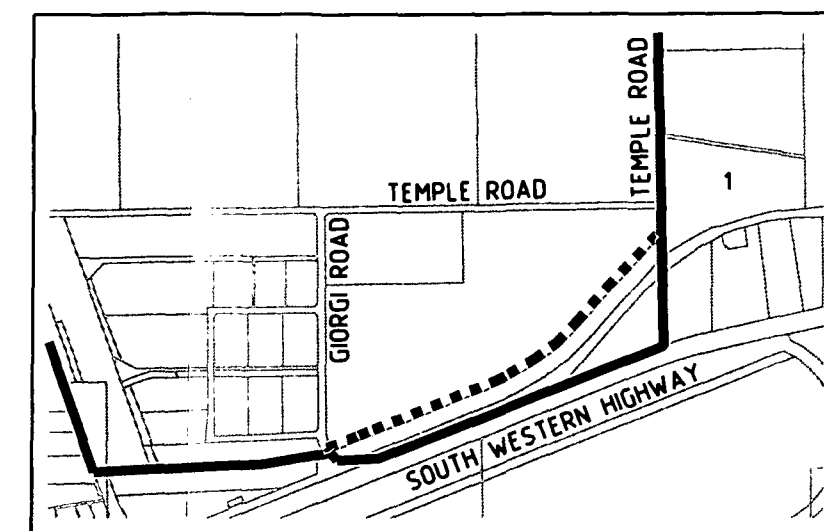 TEMPLE ROAD
TEMPLE ROAD
1
GIORGI ROAD
SOUTH WESTERN HIGHWAY